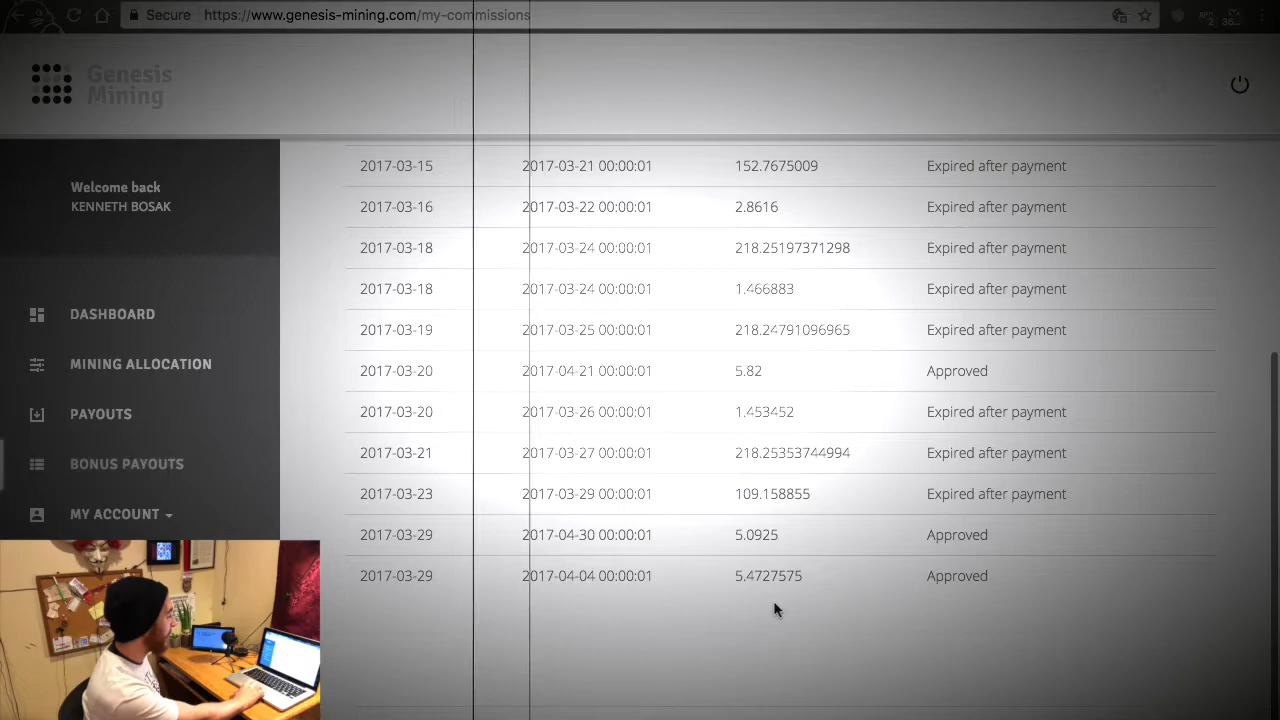 Secure https://www.genesis-mining.com/my-commissions
Genesis
Mining
Welcome back
KENNETH BOSAK
DASHBOARD
MINING ALLOCATION
PAYOUTS
BONUS PAYOUTS
MY ACCOUNT
2017-03-15 2017-03-21 00:00:01 152.7675009 Expired after payment
2017-03-16 2017-03-22 00:00:01 2.8616 Expired after payment
2017-03-18 2017-03-24 00:00:01 218.25197371298 Expired after payment
2017-03-18 2017-03-24 00:00:01 1.466883 Expired after payment
2017-03-19 2017-03-25 00:00:01 218.24791096965 Expired after payment
2017-03-20 2017-04-21 00:00:01 5.82 Approved
2017-03-20 2017-03-26 00:00:01 1.453452 Expired after payment
2017-03-21 2017-03-27 00:00:01 218.25353744994 Expired after payment
2017-03-23 2017-03-29 00:00:01 109.158855 Expired after payment
2017-03-29 2017-04-30 00:00:01 5.0925 Approved
2017-03-29 2017-04-04 00:00:01 5.4727575 Approved